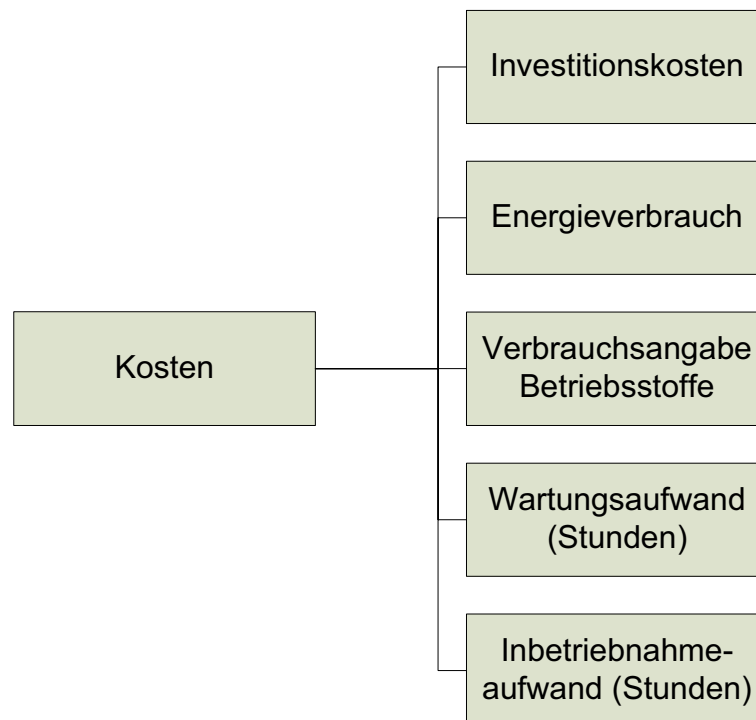 Investitionskosten
Energieverbrauch
Kosten
Verbrauchsangabe
Betriebsstoffe
Wartungsaufwand
(Stunden)
Inbetriebnahme-
aufwand (Stunden)